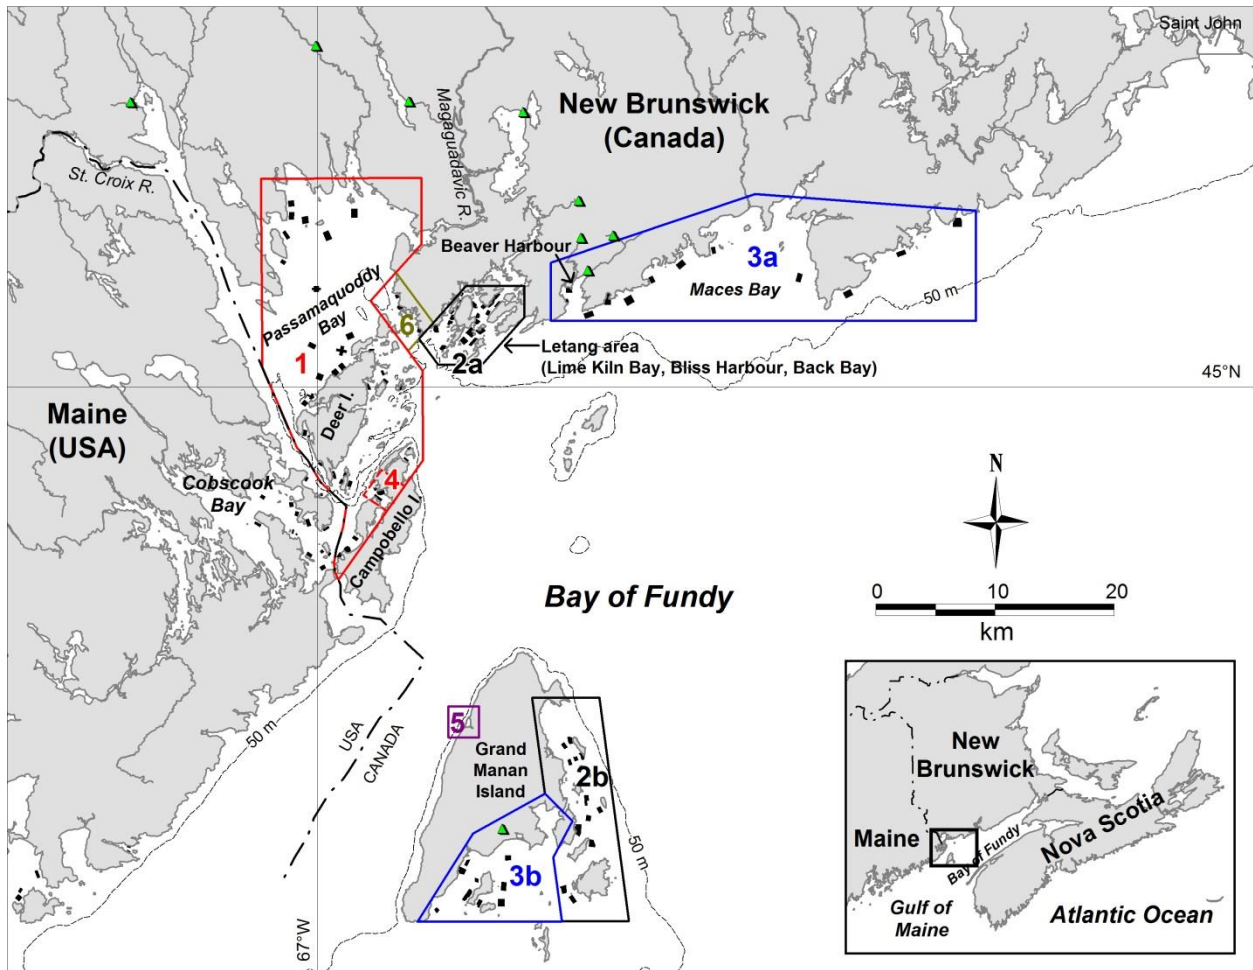 Saint John
New Brunswick
(Canada)
Magaguadavic R.
St. Croix R.
Beaver Harbour
3a
Maces Bay
50 m
Passamaquoddy
Bay
6
1
2a
Letang area
(Lime Kiln Bay, Bliss Harbour, Back Bay)
45°N
Maine
(USA)
Deer I.
Cobscook
Bay
4
Campobello I.
N
Bay of Fundy
0
10
20
km
50 m
USA
CANADA
5
Grand
Manan
Island
2b
50 m
3b
67°W
New
Brunswick
Maine
Bay of Fundy
Nova Scotia
Gulf of
Maine
Atlantic Ocean